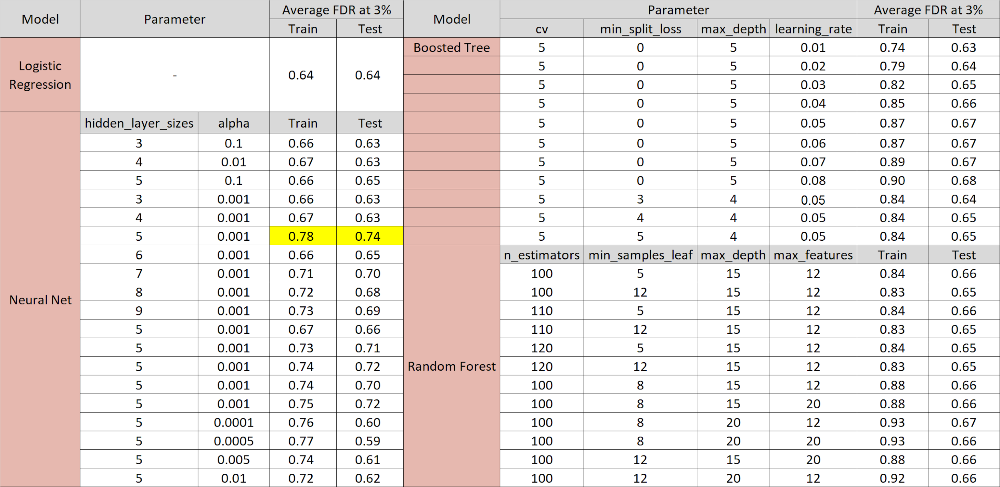 Model Parameter Average FDR at 3% Model Parameter Average FDR at 3%
Train Test cv min_split_loss max_depth learning_rate Train Test
Logistic
Regression
- 0.64 0.64
Boosted Tree 5 0 5 0.01 0.74 0.63
5 0 5 0.02 0.79 0.64
5 0 5 0.03 0.82 0.65
5 0 5 0.04 0.85 0.66
Neural Net
hidden_layer_sizes alpha Train Test 5 0 5 0.05 0.87 0.67
3 0.1 0.66 0.63 5 0 5 0.06 0.87 0.67
4 0.01 0.67 0.63 5 0 5 0.07 0.89 0.67
5 0.1 0.66 0.65 5 0 5 0.08 0.90 0.68
3 0.001 0.66 0.63 5 3 4 0.05 0.84 0.64
4 0.001 0.67 0.63 5 4 4 0.05 0.84 0.65
5 0.001 0.78 0.74 5 5 4 0.05 0.84 0.65
Random Forest
6 0.001 0.66 0.65 n_estimators min_samples_leaf max_depth max_features Train Test
7 0.001 0.71 0.70 100 5 15 12 0.84 0.66
8 0.001 0.72 0.68 100 12 15 12 0.83 0.65
9 0.001 0.73 0.69 110 5 15 12 0.84 0.66
5 0.001 0.67 0.66 110 12 15 12 0.83 0.65
5 0.001 0.73 0.71 120 5 15 12 0.84 0.65
5 0.001 0.74 0.72 120 12 15 12 0.83 0.65
5 0.001 0.74 0.70 100 8 15 12 0.88 0.66
5 0.001 0.75 0.72 100 8 15 20 0.88 0.66
5 0.0001 0.76 0.60 100 8 20 12 0.93 0.67
5 0.0005 0.77 0.59 100 8 20 20 0.93 0.66
5 0.005 0.74 0.61 100 12 15 20 0.88 0.66
5 0.01 0.72 0.62 100 12 20 12 0.92 0.66